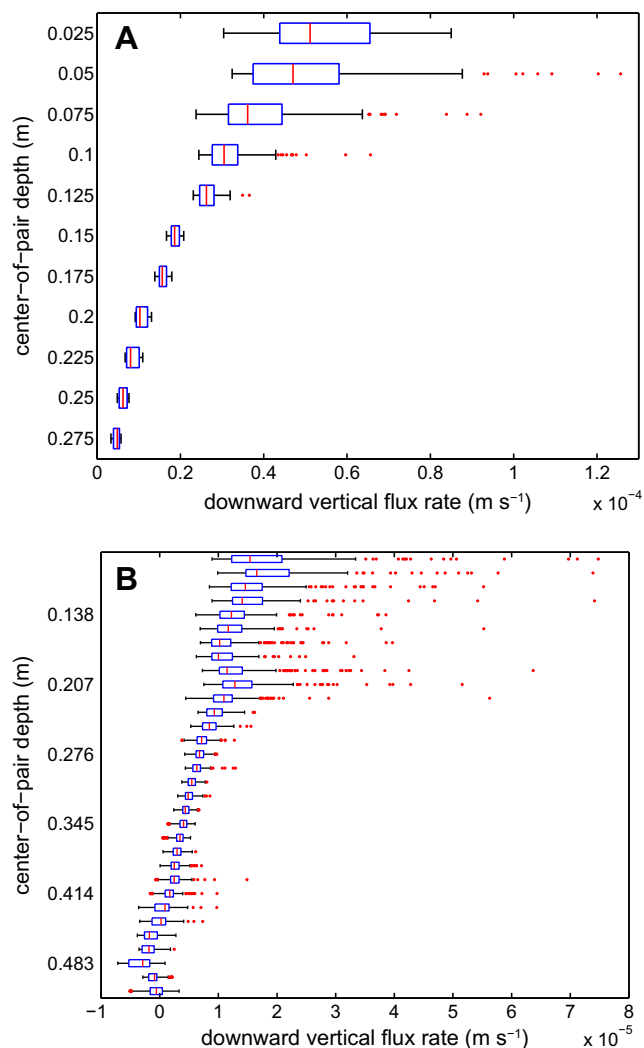 A
0.025
0.05
0.075
0.1
0.125
0.15
0.175
0.2
0.225
0.25
0.275
center−of−pair depth (m)
0 0.2 0.4 0.6 0.8 1 1.2
downward vertical flux rate (m s⁻¹)
x 10⁻⁴
B
0.138
0.207
0.276
0.345
0.414
0.483
center−of−pair depth (m)
−1 0 1 2 3 4 5 6 7 8
downward vertical flux rate (m s⁻¹)
x 10⁻⁵